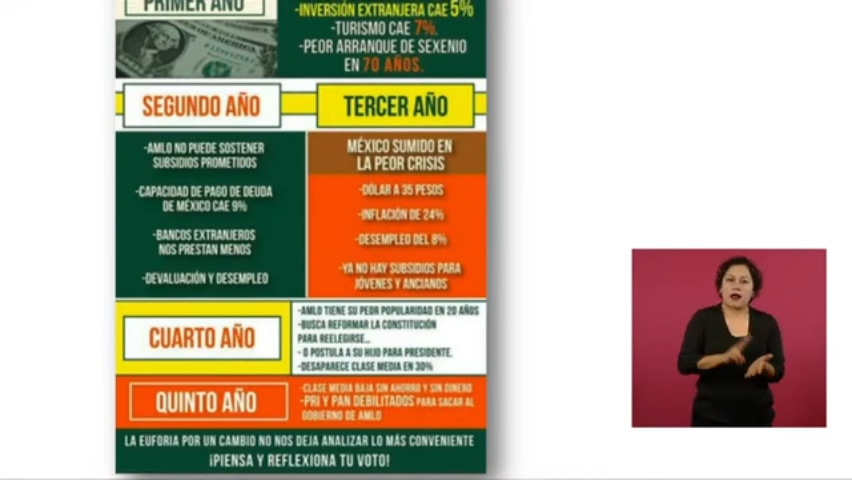 PRIMER AÑO
-INVERSIÓN EXTRANJERA CAE 5%
-TURISMO CAE 7%.
-PEOR ARRANQUE DE SEXENIO
EN 70 AÑOS.
SEGUNDO AÑO
-AMLO NO PUEDE SOSTENER
SUBSIDIOS PROMETIDOS
-CAPACIDAD DE PAGO DE DEUDA
DE MÉXICO CAE 9%
-BANCOS EXTRANJEROS
NOS PRESTAN MENOS
-DEVALUACIÓN Y DESEMPLEO
TERCER AÑO
MÉXICO SUMIDO EN
LA PEOR CRISIS
-DÓLAR A 35 PESOS
-INFLACIÓN DE 24%
-DESEMPLEO DEL 8%
-YA NO HAY SUBSIDIOS PARA
JÓVENES Y ANCIANOS
CUARTO AÑO
-AMLO TIENE SU PEOR POPULARIDAD EN 20 AÑOS
-BUSCA REFORMAR LA CONSTITUCIÓN
PARA REELEGIRSE...
- O POSTULA A SU HIJO PARA PRESIDENTE.
-DESAPARECE CLASE MEDIA EN 30%
QUINTO AÑO
-CLASE MEDIA BAJA SIN AHORRO Y SIN DINERO.
-PRI Y PAN DEBILITADOS PARA SACAR AL
GOBIERNO DE AMLO
LA EUFORIA POR UN CAMBIO NO NOS DEJA ANALIZAR LO MÁS CONVENIENTE
¡PIENSA Y REFLEXIONA TU VOTO!